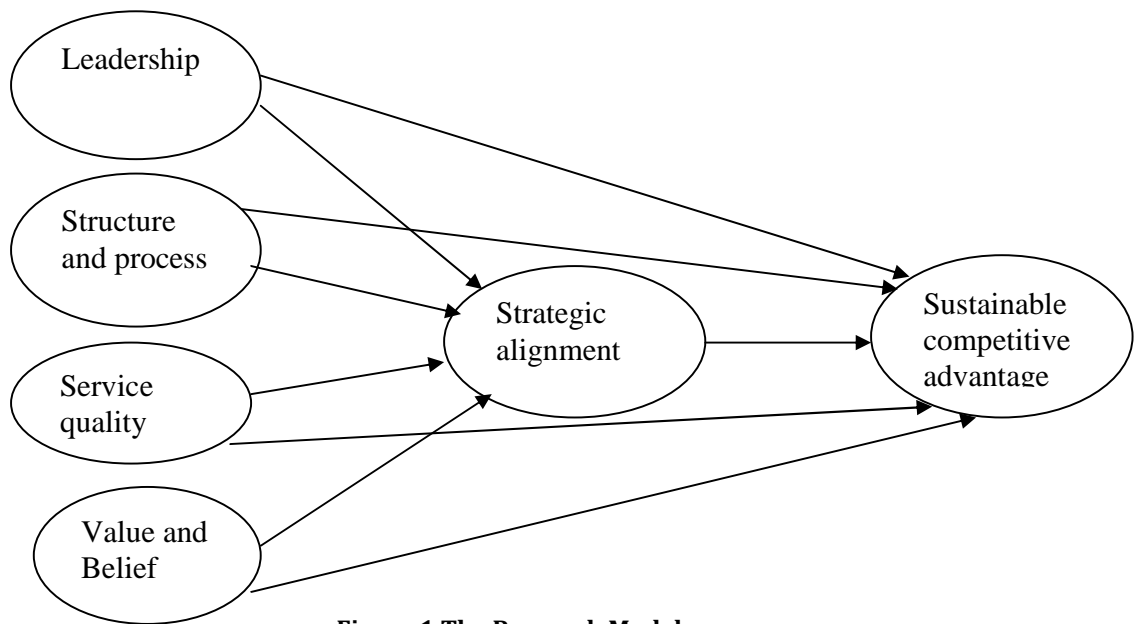 Leadership
Structure
and process
Service
quality
Value and
Belief
Strategic
alignment
Sustainable
competitive
advantage
Figure 1 The Research Model